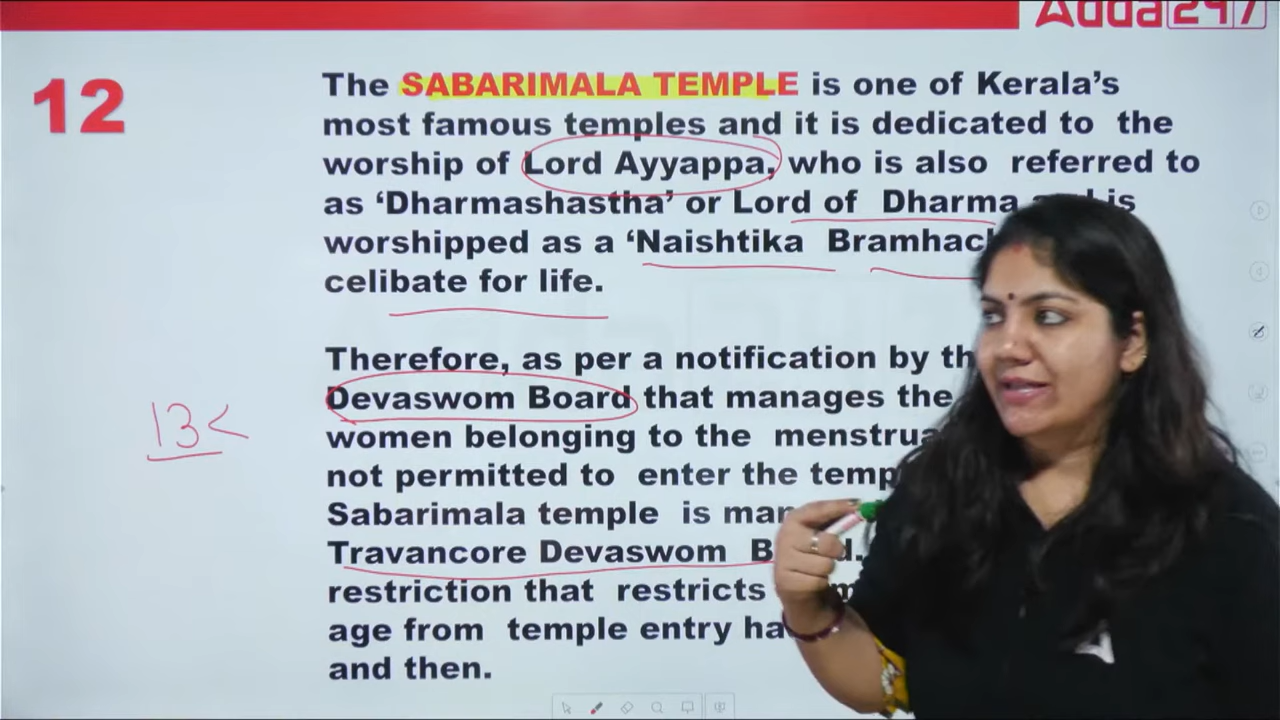 Adda247
12
The SABARIMALA TEMPLE is one of Kerala's
most famous temples and it is dedicated to the
worship of Lord Ayyappa, who is also referred to
as 'Dharmashastha' or Lord of Dharma and is
worshipped as a 'Naishtika
celibate for life.
Therefore, as per a notification by
Devaswom Board that manages the
13<
women belonging to the
not permitted to enter the
Sabarimala temple is
Travancore Devaswom
restriction that restricts
age from temple entry
and then.